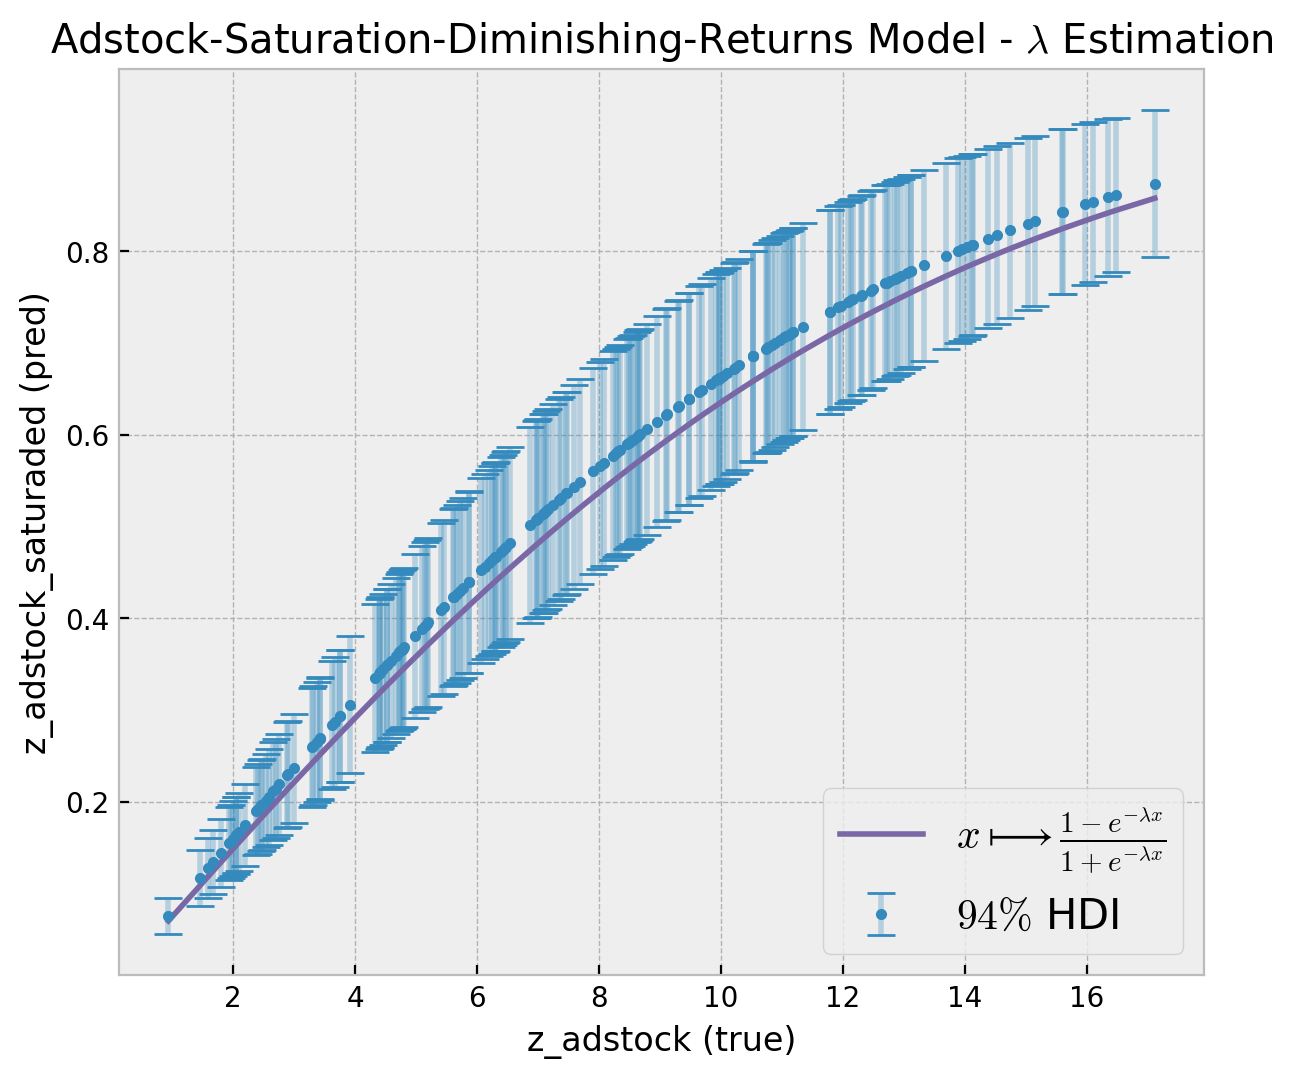 Adstock-Saturation-Diminishing-Returns Model - λ Estimation
z_adstock_saturaded (pred)
0.8
0.6
0.4
0.2
2 4 6 8 10 12 14 16
z_adstock (true)
x ⟼ \frac{1 - e^{-λx}}{1 + e^{-λx}}
94% HDI